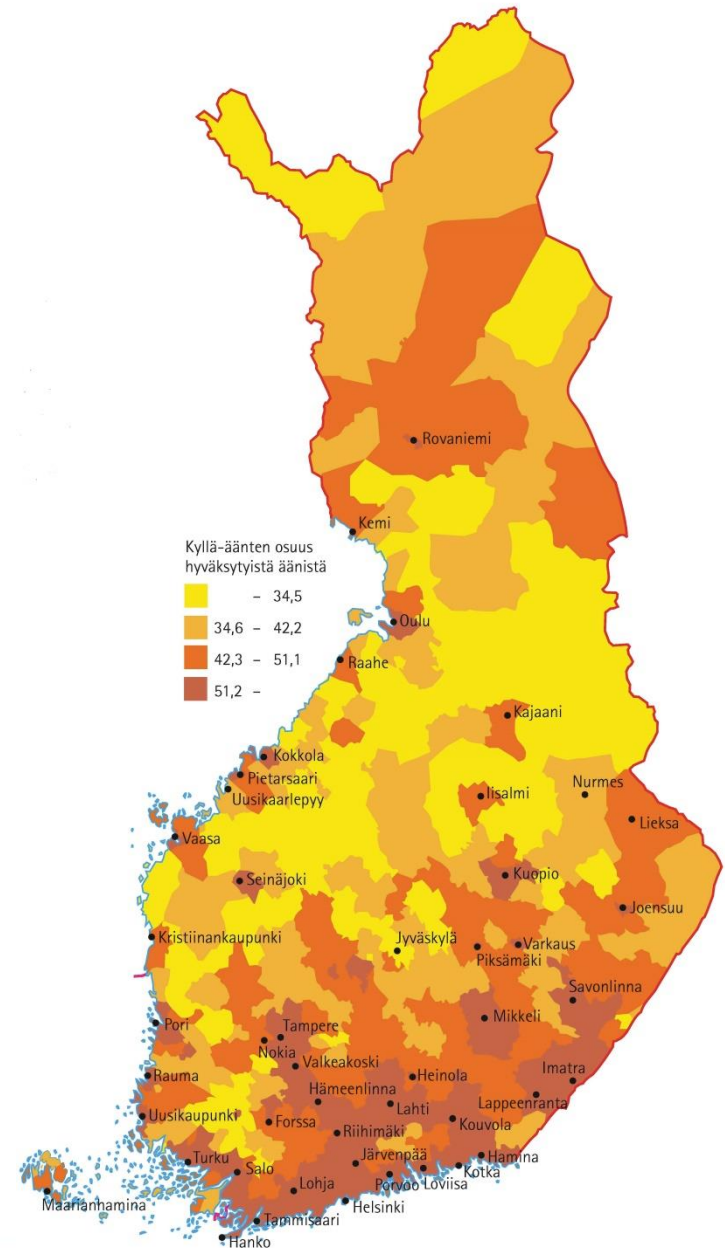 Rovaniemi
Kemi
Kyllä-äänten osuus
hyväksytyistä äänistä
– 34,5
34,6 – 42,2
42,3 – 51,1
51,2 –
Oulu
Raahe
Kajaani
Kokkola
Pietarsaari
Uusikaarlepyy
Iisalmi
Nurmes
Lieksa
Vaasa
Seinäjoki
Kuopio
Joensuu
Kristiinankaupunki
Jyväskylä
Varkaus
Piksämäki
Savonlinna
Pori
Tampere
Mikkeli
Nokia
Valkeakoski
Rauma
Heinola
Imatra
Hämeenlinna
Lappeenranta
Uusikaupunki
Forssa
Lahti
Kouvola
Riihimäki
Turku
Salo
Järvenpää
Hamina
Kotka
Lohja
Porvoo
Loviisa
Maarianhamina
Helsinki
Tammisaari
Hanko